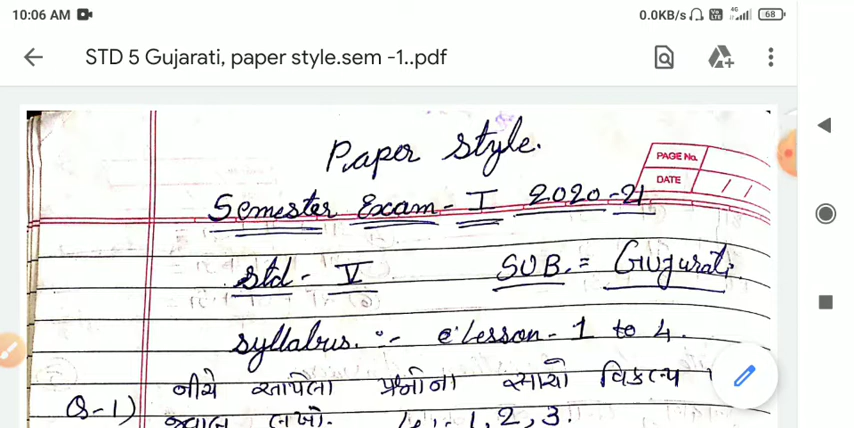 10:06 AM 0.0KB/s 4G 68
STD 5 Gujarati, paper style.sem -1..pdf
Paper style.
PAGE No.
DATE / /
Semester Exam - I 2020-21
Std - V SUB. = Gujarati
Syllabus :- Lesson - 1 to 4.
Q-1) નીચે આપેલા પ્રશ્નોના સાચો વિકલ્પ
લખો. 1, 2, 3.